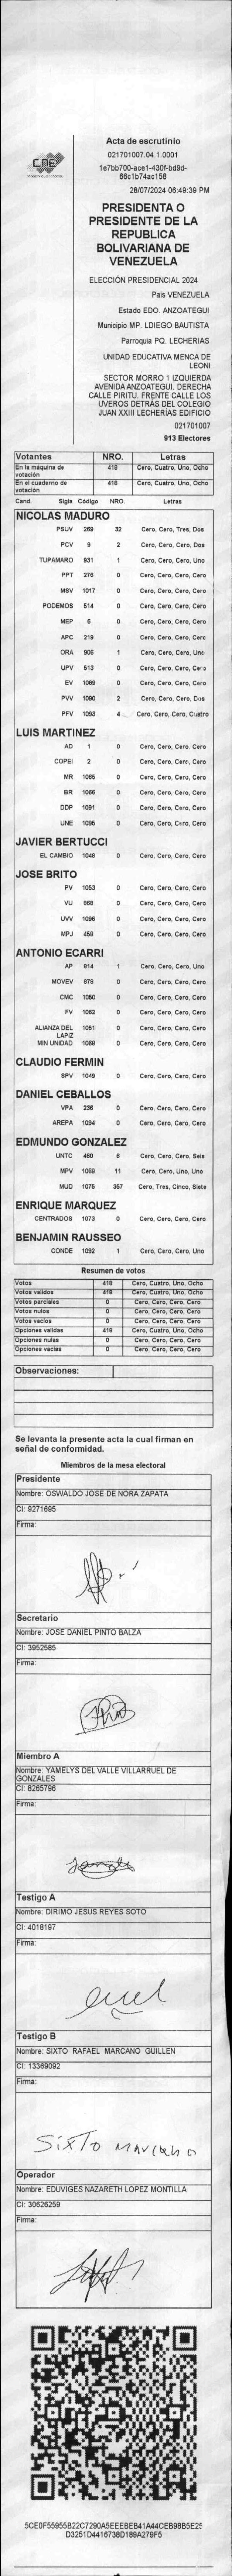 CNE
Acta de escrutinio
021701007.04.1.0001
1e7bb700-ace1-430f-bd9d-
66c1b74ac158
28/07/2024 06:49:39 PM
PRESIDENTA O
PRESIDENTE DE LA
REPUBLICA
BOLIVARIANA DE
VENEZUELA
ELECCIÓN PRESIDENCIAL 2024
País VENEZUELA
Estado EDO. ANZOATEGUI
Municipio MP. LDIEGO BAUTISTA
Parroquia PQ. LECHERIAS
UNIDAD EDUCATIVA MENCA DE
LEONI
SECTOR MORRO 1 IZQUIERDA
AVENIDA ANZOATEGUI. DERECHA
CALLE PIRITU. FRENTE CALLE LOS
UVEROS DETRÁS DEL COLEGIO
JUAN XXIII LECHERÍAS EDIFICIO
021701007
913 Electores
Votantes NRO. Letras
En la máquina de votación 418 Cero, Cuatro, Uno, Ocho
En el cuaderno de votación 418 Cero, Cuatro, Uno, Ocho
Cand. Sigla Código NRO. Letras
NICOLAS MADURO
PSUV 269 32 Cero, Cero, Tres, Dos
PCV 9 2 Cero, Cero, Cero, Dos
TUPAMARO 931 1 Cero, Cero, Cero, Uno
PPT 276 0 Cero, Cero, Cero, Cero
MSV 1017 0 Cero, Cero, Cero, Cero
PODEMOS 514 0 Cero, Cero, Cero, Cero
MEP 6 0 Cero, Cero, Cero, Cero
APC 219 0 Cero, Cero, Cero, Cero
ORA 906 1 Cero, Cero, Cero, Uno
UPV 513 0 Cero, Cero, Cero, Cero
EV 1089 0 Cero, Cero, Cero, Cero
PVV 1090 2 Cero, Cero, Cero, Dos
PFV 1093 4 Cero, Cero, Cero, Cuatro
LUIS MARTINEZ
AD 1 0 Cero, Cero, Cero, Cero
COPEI 2 0 Cero, Cero, Cero, Cero
MR 1065 0 Cero, Cero, Cero, Cero
BR 1066 0 Cero, Cero, Cero, Cero
DDP 1091 0 Cero, Cero, Cero, Cero
UNE 1095 0 Cero, Cero, Cero, Cero
JAVIER BERTUCCI
EL CAMBIO 1048 0 Cero, Cero, Cero, Cero
JOSE BRITO
PV 1053 0 Cero, Cero, Cero, Cero
VU 668 0 Cero, Cero, Cero, Cero
UVV 1096 0 Cero, Cero, Cero, Cero
MPJ 458 0 Cero, Cero, Cero, Cero
ANTONIO ECARRI
AP 914 1 Cero, Cero, Cero, Uno
MOVEV 978 0 Cero, Cero, Cero, Cero
CMC 1050 0 Cero, Cero, Cero, Cero
FV 1062 0 Cero, Cero, Cero, Cero
ALIANZA DEL LAPIZ 1051 0 Cero, Cero, Cero, Cero
MIN UNIDAD 1068 0 Cero, Cero, Cero, Cero
CLAUDIO FERMIN
SPV 1049 0 Cero, Cero, Cero, Cero
DANIEL CEBALLOS
VPA 236 0 Cero, Cero, Cero, Cero
AREPA 1094 0 Cero, Cero, Cero, Cero
EDMUNDO GONZALEZ
UNTC 460 6 Cero, Cero, Cero, Seis
MPV 1069 11 Cero, Cero, Uno, Uno
MUD 1075 357 Cero, Tres, Cinco, Siete
ENRIQUE MARQUEZ
CENTRADOS 1073 0 Cero, Cero, Cero, Cero
BENJAMIN RAUSSEO
CONDE 1092 1 Cero, Cero, Cero, Uno
Resumen de votos
Votos 418 Cero, Cuatro, Uno, Ocho
Votos validos 418 Cero, Cuatro, Uno, Ocho
Votos parciales 0 Cero, Cero, Cero, Cero
Votos nulos 0 Cero, Cero, Cero, Cero
Votos vacios 0 Cero, Cero, Cero, Cero
Opciones validas 418 Cero, Cuatro, Uno, Ocho
Opciones nulas 0 Cero, Cero, Cero, Cero
Opciones vacias 0 Cero, Cero, Cero, Cero
Observaciones:
Se levanta la presente acta la cual firman en
señal de conformidad.
Miembros de la mesa electoral
Presidente
Nombre: OSWALDO JOSE DE NORA ZAPATA
CI: 9271695
Firma:
Secretario
Nombre: JOSE DANIEL PINTO BALZA
CI: 3952585
Firma:
Miembro A
Nombre: YAMELYS DEL VALLE VILLARRUEL DE
GONZALES
CI: 8265796
Firma:
Testigo A
Nombre: DIRIMO JESUS REYES SOTO
CI: 4018197
Firma:
Testigo B
Nombre: SIXTO RAFAEL MARCANO GUILLEN
CI: 13369092
Firma:
SIXTO MARCANO
Operador
Nombre: EDUVIGES NAZARETH LOPEZ MONTILLA
CI: 30626259
Firma:
5CE0F55955B22C7290A5EEEBEB41A44CEB98B5E25
D3251D4416738D189A279F5